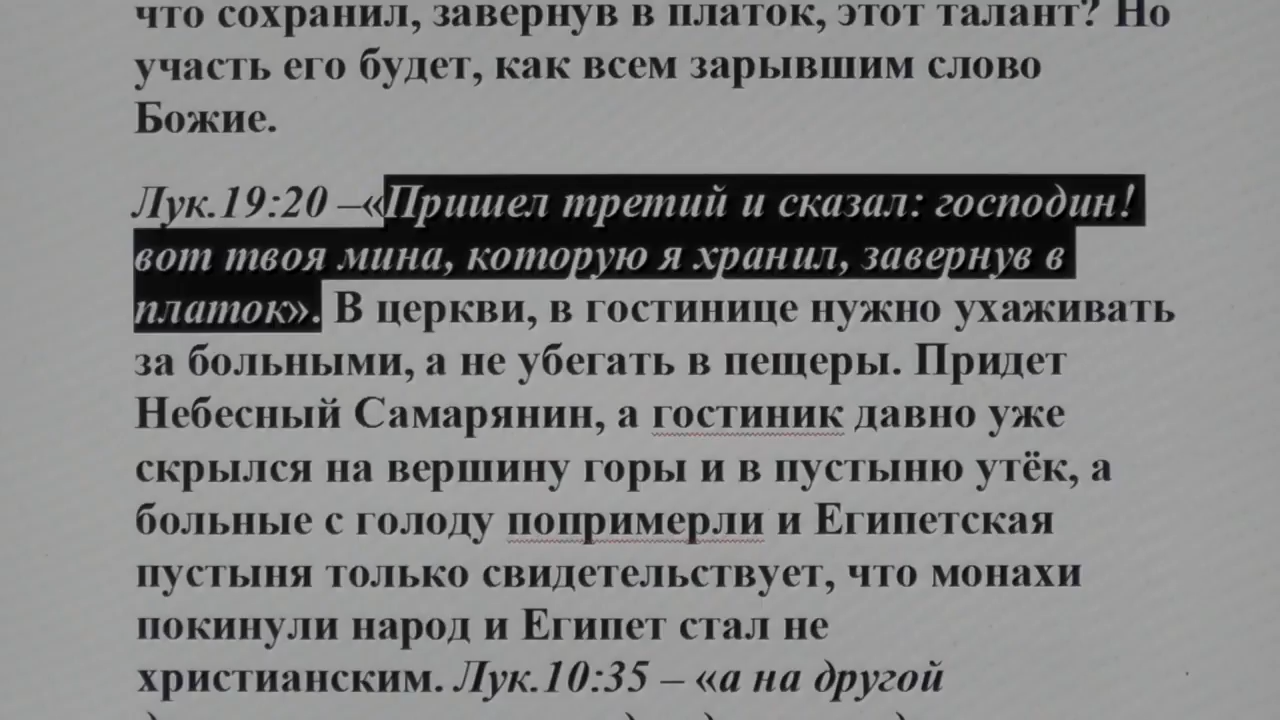 что сохранил, завернув в платок, этот талант? Но
участь его будет, как всем зарывшим слово
Божие.
Лук.19:20 –«Пришел третий и сказал: господин!
вот твоя мина, которую я хранил, завернув в
платок». В церкви, в гостинице нужно ухаживать
за больными, а не убегать в пещеры. Придет
Небесный Самарянин, а гостиник давно уже
скрылся на вершину горы и в пустыню утёк, а
больные с голоду попримерли и Египетская
пустыня только свидетельствует, что монахи
покинули народ и Египет стал не
христианским. Лук.10:35 – «а на другой